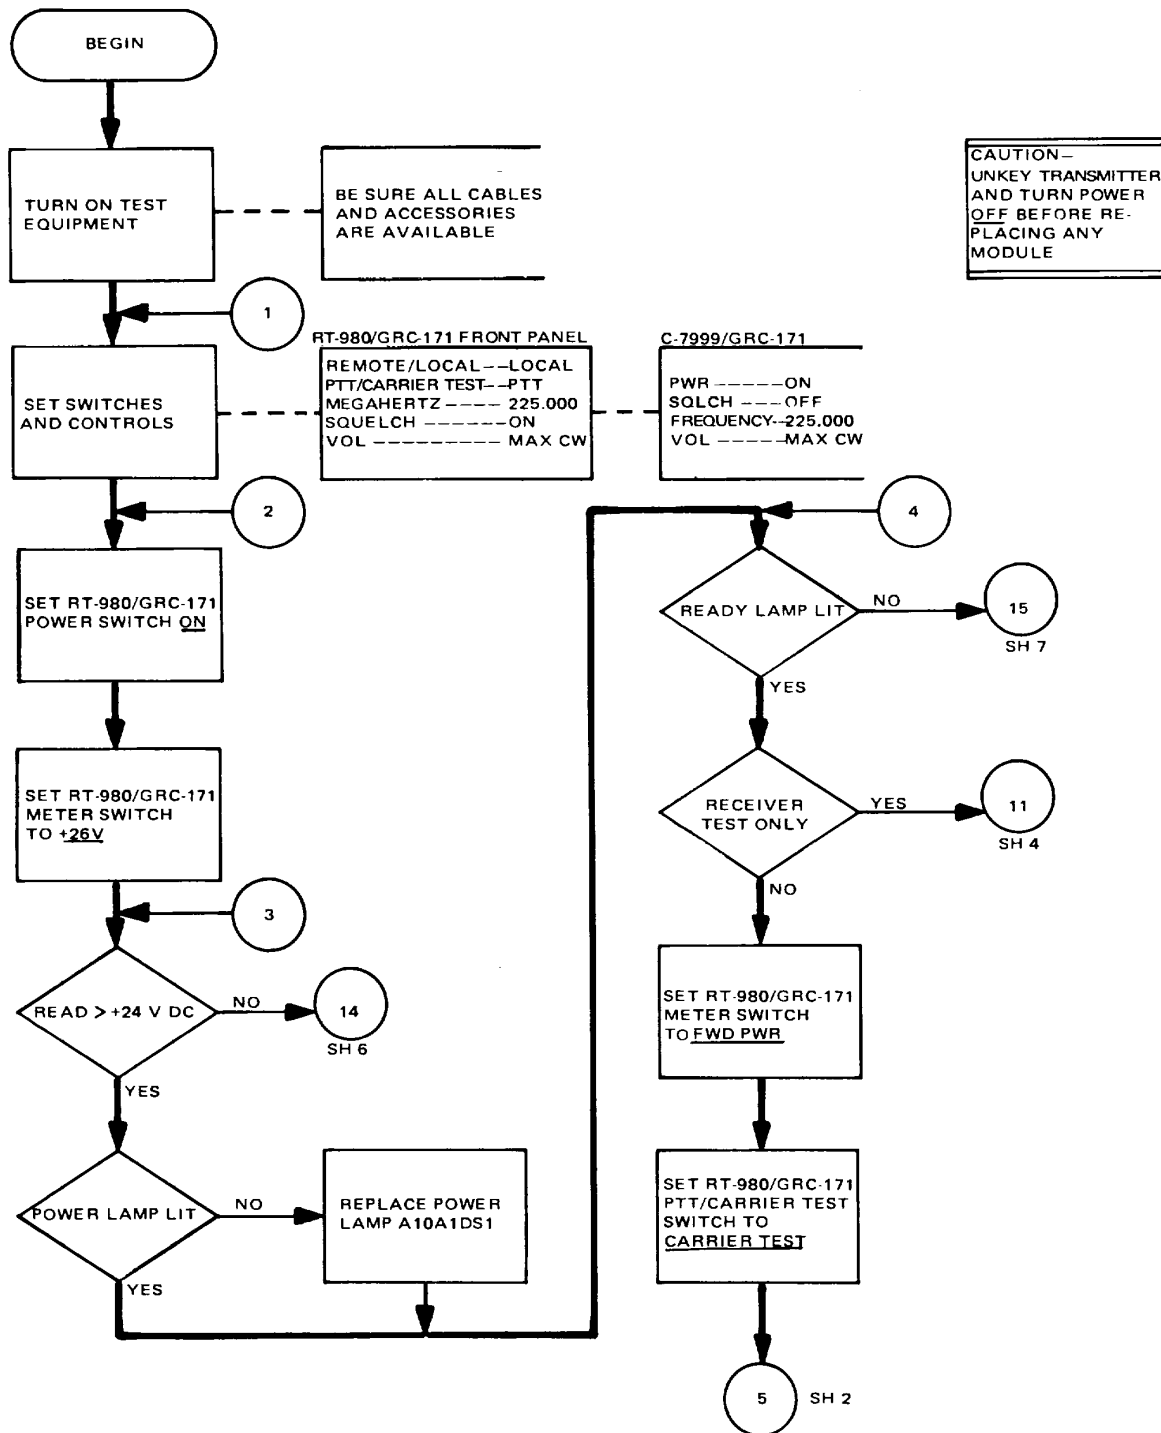 BEGIN
TURN ON TEST
EQUIPMENT
BE SURE ALL CABLES
AND ACCESSORIES
ARE AVAILABLE
CAUTION—
UNKEY TRANSMITTER
AND TURN POWER
OFF BEFORE RE-
PLACING ANY
MODULE
1
SET SWITCHES
AND CONTROLS
RT-980/GRC-171 FRONT PANEL
REMOTE/LOCAL--LOCAL
PTT/CARRIER TEST--PTT
MEGAHERTZ ---- 225.000
SQUELCH ------ON
VOL --------- MAX CW
C-7999/GRC-171
PWR -----ON
SQLCH ---OFF
FREQUENCY--225.000
VOL -----MAX CW
2
SET RT-980/GRC-171
POWER SWITCH ON
SET RT-980/GRC-171
METER SWITCH
TO +26V
3
READ > +24 V DC
NO
14
SH 6
YES
POWER LAMP LIT
NO
REPLACE POWER
LAMP A10A1DS1
YES
4
READY LAMP LIT
NO
15
SH 7
YES
RECEIVER
TEST ONLY
YES
11
SH 4
NO
SET RT-980/GRC-171
METER SWITCH
TO FWD PWR
SET RT-980/GRC-171
PTT/CARRIER TEST
SWITCH TO
CARRIER TEST
5
SH 2